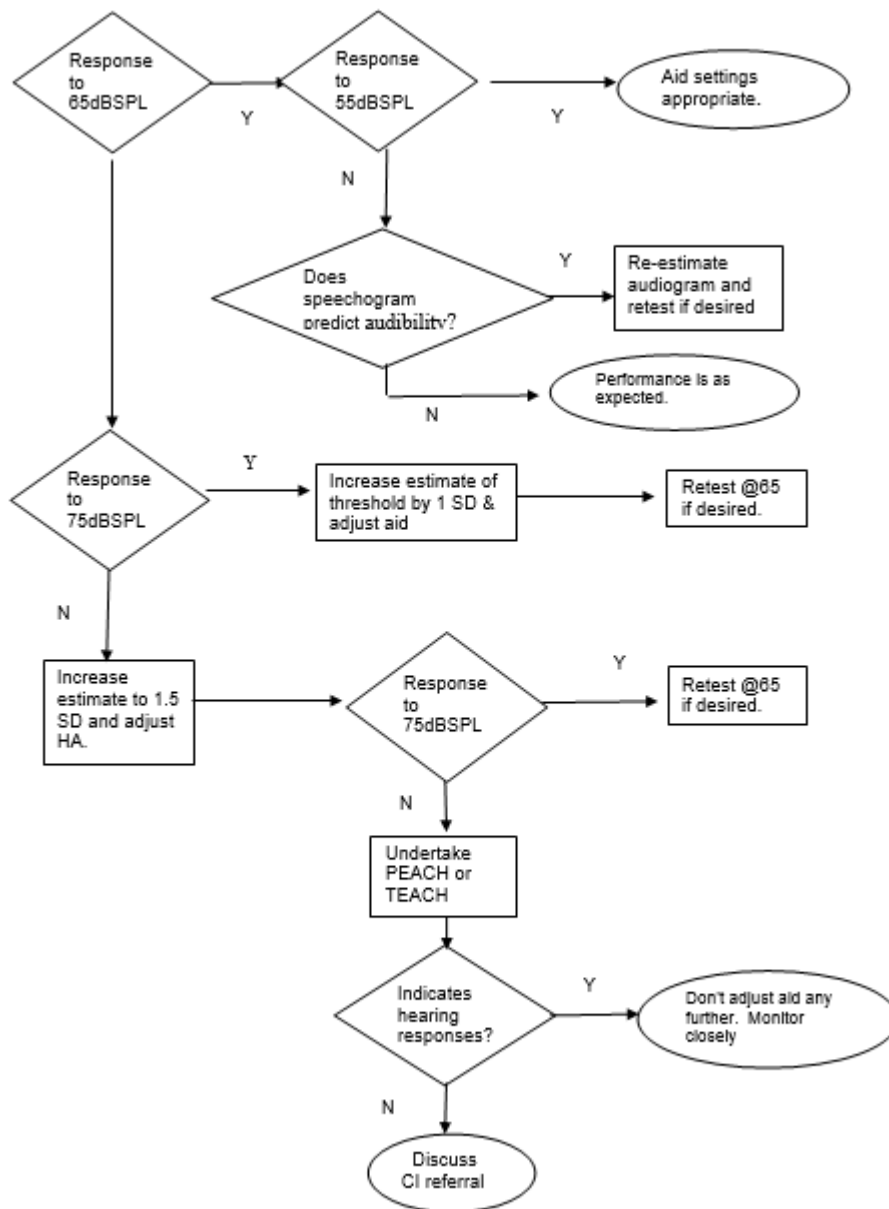 Response
to
65dBSPL
Y
Response
to
55dBSPL
Y
Aid settings
appropriate.
N
Does
speechogram
predict audibility?
Y
Re-estimate
audiogram and
retest if desired
N
Performance is as
expected.
Response
to
75dBSPL
Y
Increase estimate of
threshold by 1 SD &
adjust aid
Retest @65
if desired.
N
Increase
estimate to 1.5
SD and adjust
HA.
Response
to
75dBSPL
Y
Retest @65
if desired.
N
Undertake
PEACH or
TEACH
Indicates
hearing
responses?
Y
Don't adjust aid any
further. Monitor
closely
N
Discuss
CI referral